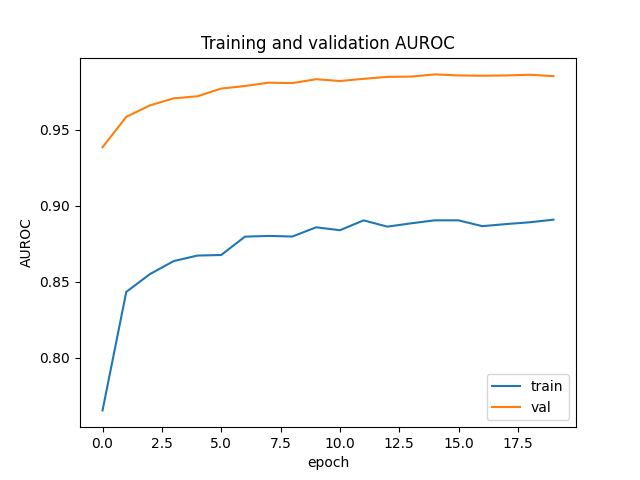 Training and validation AUROC
AUROC
0.95
0.90
0.85
0.80
0.0 2.5 5.0 7.5 10.0 12.5 15.0 17.5
epoch
train
val